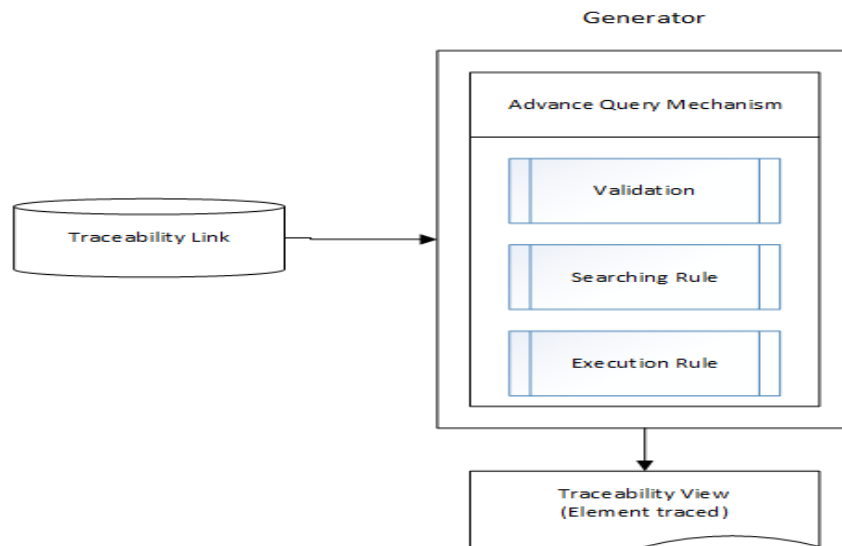 Generator
Advance Query Mechanism
Validation
Traceability Link
Searching Rule
Execution Rule
Traceability View
(Element traced)